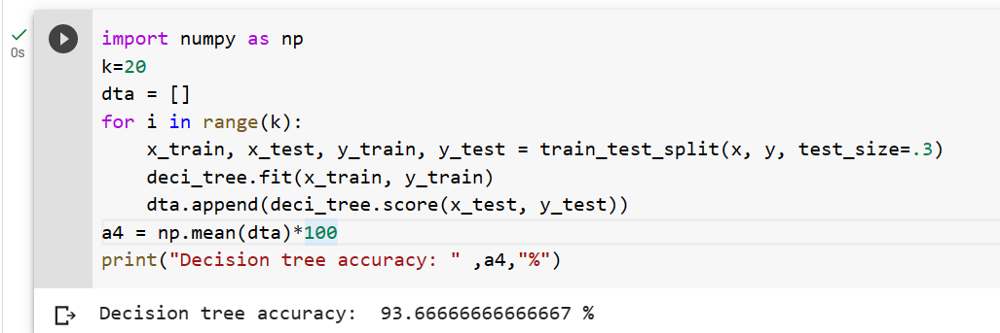 0s
import numpy as np
k=20
dta = []
for i in range(k):
    x_train, x_test, y_train, y_test = train_test_split(x, y, test_size=.3)
    deci_tree.fit(x_train, y_train)
    dta.append(deci_tree.score(x_test, y_test))
a4 = np.mean(dta)*100
print("Decision tree accuracy: " ,a4,"%")
Decision tree accuracy:  93.66666666666667 %